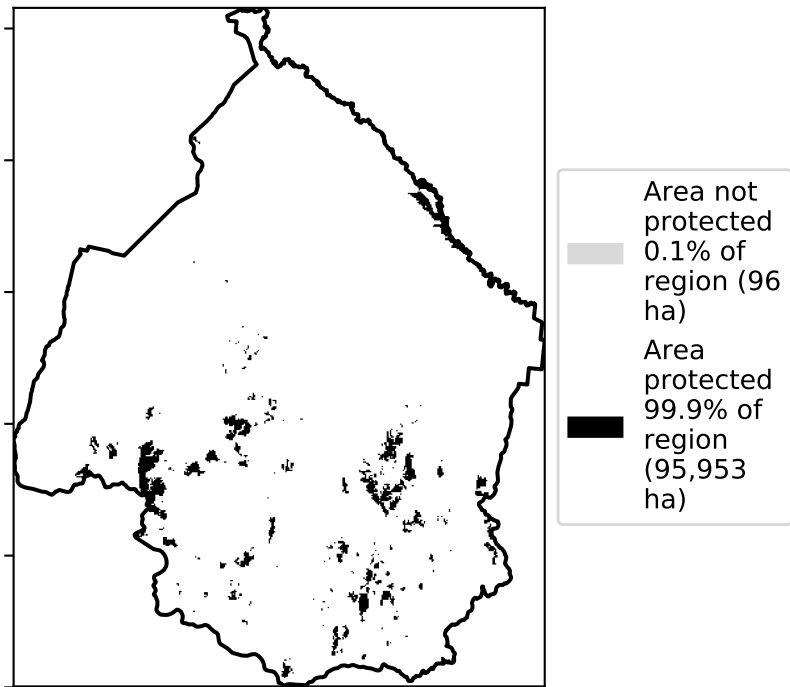 Area not
protected
0.1% of
region (96
ha)
Area
protected
99.9% of
region
(95,953
ha)